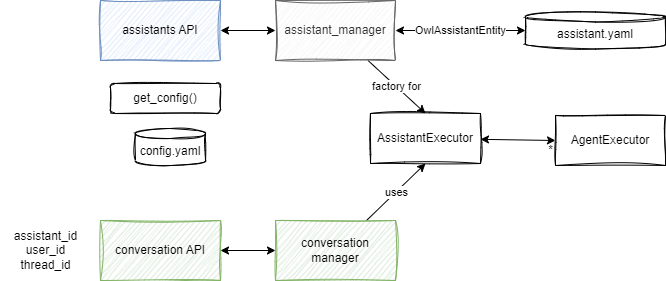 assistants API
assistant_manager
OwlAssistantEntity
assistant.yaml
factory for
get_config()
config.yaml
AssistantExecutor
*
AgentExecutor
uses
assistant_id
user_id
thread_id
conversation API
conversation
manager